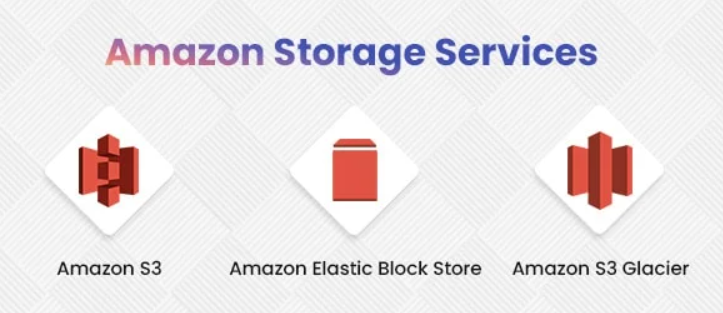 Amazon Storage Services
Amazon S3
Amazon Elastic Block Store
Amazon S3 Glacier